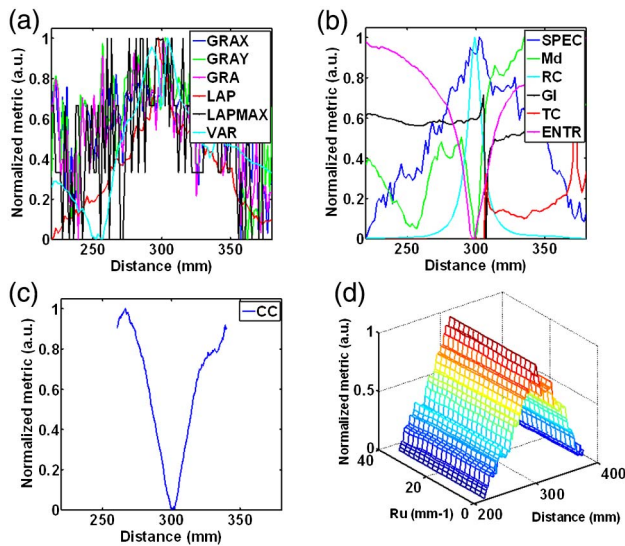 (a)
Normalized metric (a.u.)
1
0.8
0.6
0.4
0.2
0
250 300 350
Distance (mm)
GRAX
GRAY
GRA
LAP
LAPMAX
VAR
(b)
Normalized metric (a.u.)
1
0.8
0.6
0.4
0.2
0
250 300 350
Distance (mm)
SPEC
Md
RC
GI
TC
ENTR
(c)
Normalized metric (a.u.)
1
0.8
0.6
0.4
0.2
0
250 300 350
Distance (mm)
CC
(d)
Normalized metric (a.u.)
1
0.5
0
40
20
0
Ru (mm-1)
200
300
400
Distance (mm)